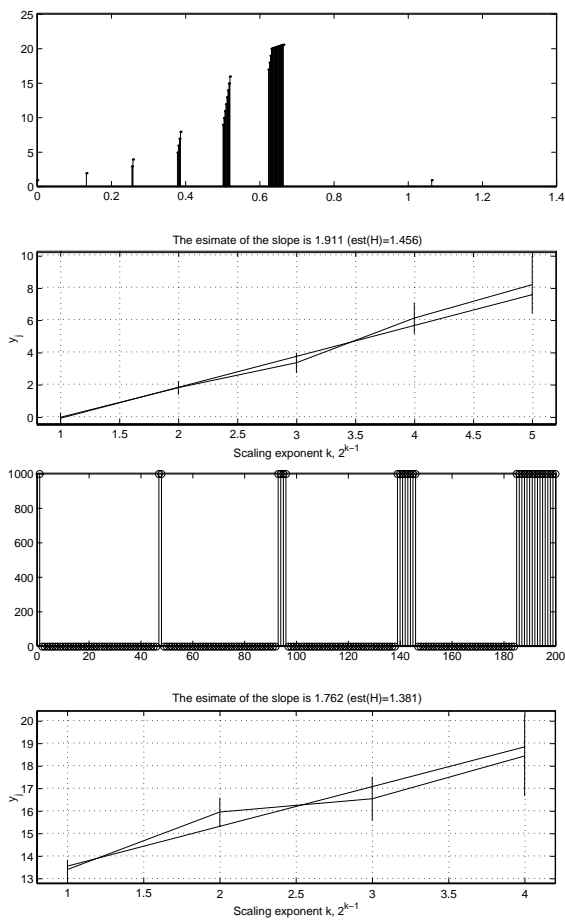 25
20
15
10
5
0
0 0.2 0.4 0.6 0.8 1 1.2 1.4
The esimate of the slope is 1.911 (est(H)=1.456)
10
8
6
4
2
0
y_j
1 1.5 2 2.5 3 3.5 4 4.5 5
Scaling exponent k, 2^{k−1}
1000
800
600
400
200
0
0 20 40 60 80 100 120 140 160 180 200
The esimate of the slope is 1.762 (est(H)=1.381)
20
19
18
17
16
15
14
13
y_j
1 1.5 2 2.5 3 3.5 4
Scaling exponent k, 2^{k−1}